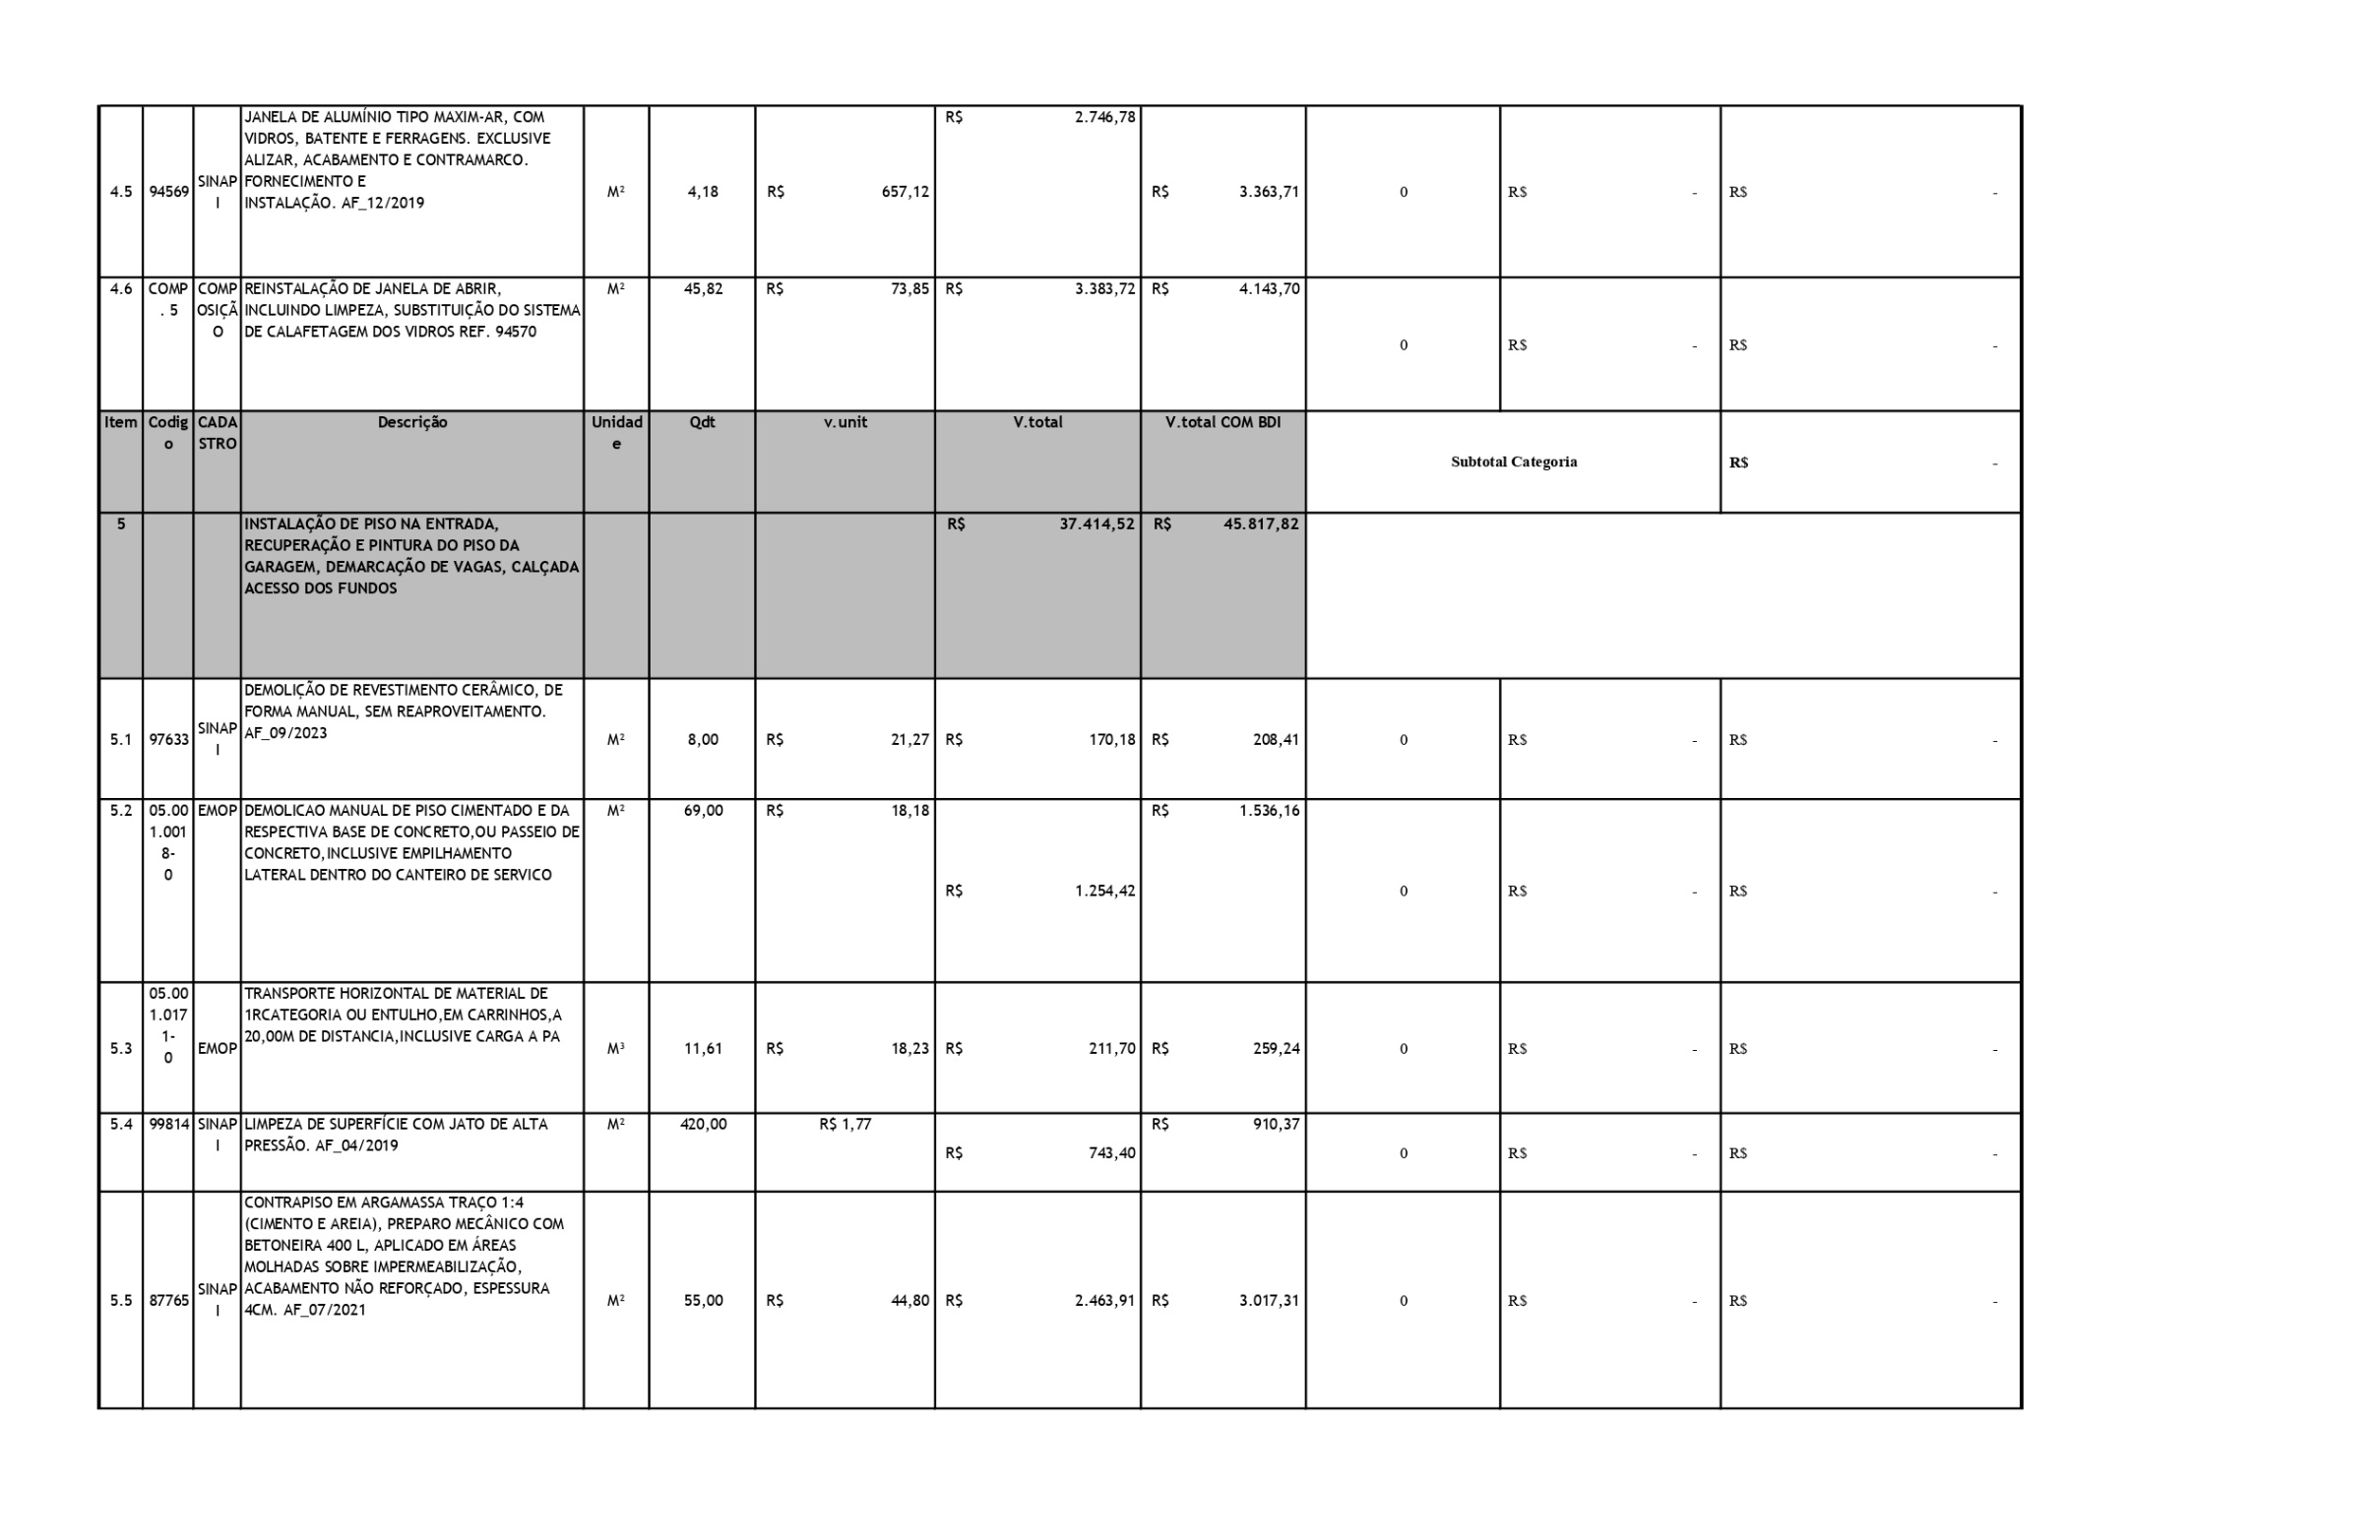 4.5 94569 SINAP
I JANELA DE ALUMÍNIO TIPO MAXIM-AR, COM
VIDROS, BATENTE E FERRAGENS. EXCLUSIVE
ALIZAR, ACABAMENTO E CONTRAMARCO.
FORNECIMENTO E
INSTALAÇÃO. AF_12/2019
M² 4,18 R$ 657,12 R$ 2.746,78 R$ 3.363,71 0 R$ - R$ -
4.6 COMP
. 5
COMP
OSIÇÃ
O
REINSTALAÇÃO DE JANELA DE ABRIR,
INCLUINDO LIMPEZA, SUBSTITUIÇÃO DO SISTEMA
DE CALAFETAGEM DOS VIDROS REF. 94570
M² 45,82 R$ 73,85 R$ 3.383,72 R$ 4.143,70 0 R$ - R$ -
Item Codig
o
CADA
STRO
Descrição
Unidad
e
Qdt v.unit V.total V.total COM BDI Subtotal Categoria R$ -
5
INSTALAÇÃO DE PISO NA ENTRADA,
RECUPERAÇÃO E PINTURA DO PISO DA
GARAGEM, DEMARCAÇÃO DE VAGAS, CALÇADA
ACESSO DOS FUNDOS
R$ 37.414,52 R$ 45.817,82
5.1 97633 SINAP
I
DEMOLIÇÃO DE REVESTIMENTO CERÂMICO, DE
FORMA MANUAL, SEM REAPROVEITAMENTO.
AF_09/2023
M² 8,00 R$ 21,27 R$ 170,18 R$ 208,41 0 R$ - R$ -
5.2 05.00
1.001
8-
0
EMOP
DEMOLICAO MANUAL DE PISO CIMENTADO E DA
RESPECTIVA BASE DE CONCRETO,OU PASSEIO DE
CONCRETO,INCLUSIVE EMPILHAMENTO
LATERAL DENTRO DO CANTEIRO DE SERVICO
M² 69,00 R$ 18,18 R$ 1.254,42 R$ 1.536,16 0 R$ - R$ -
5.3 05.00
1.017
1-
0
EMOP
TRANSPORTE HORIZONTAL DE MATERIAL DE
1RCATEGORIA OU ENTULHO,EM CARRINHOS,A
20,00M DE DISTANCIA,INCLUSIVE CARGA A PA
M³ 11,61 R$ 18,23 R$ 211,70 R$ 259,24 0 R$ - R$ -
5.4 99814 SINAP
I
LIMPEZA DE SUPERFÍCIE COM JATO DE ALTA
PRESSÃO. AF_04/2019
M² 420,00 R$ 1,77 R$ 743,40 R$ 910,37 0 R$ - R$ -
5.5 87765 SINAP
I
CONTRAPISO EM ARGAMASSA TRAÇO 1:4
(CIMENTO E AREIA), PREPARO MECÂNICO COM
BETONEIRA 400 L, APLICADO EM ÁREAS
MOLHADAS SOBRE IMPERMEABILIZAÇÃO,
ACABAMENTO NÃO REFORÇADO, ESPESSURA
4CM. AF_07/2021
M² 55,00 R$ 44,80 R$ 2.463,91 R$ 3.017,31 0 R$ - R$ -